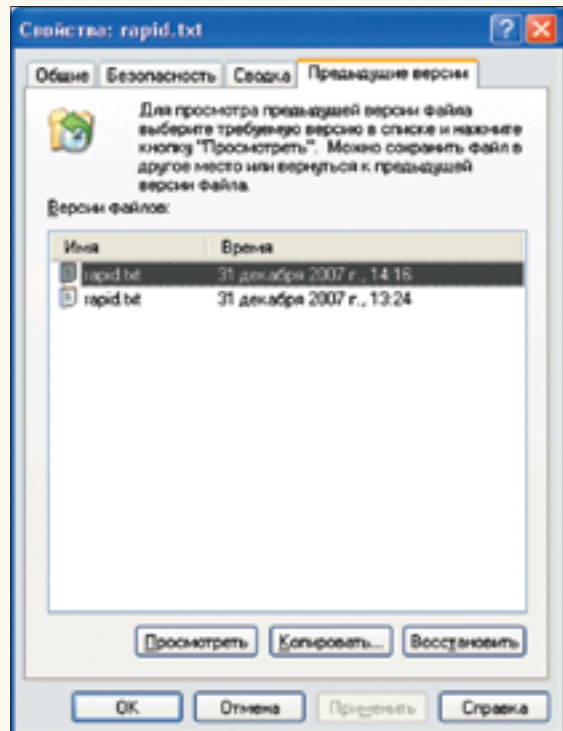 Свойства: rapid.txt
Общие Безопасность Сводка Предыдущие версии
Для просмотра предыдущей версии файла
выберите требуемую версию в списке и нажмите
кнопку "Просмотреть". Можно сохранить файл в
другое место или вернуться к предыдущей
версии файла.
Версии файлов:
Имя Время
rapid.txt 31 декабря 2007 г., 14:16
rapid.txt 31 декабря 2007 г., 13:24
Просмотреть Копировать... Восстановить
ОК Отмена Применить Справка